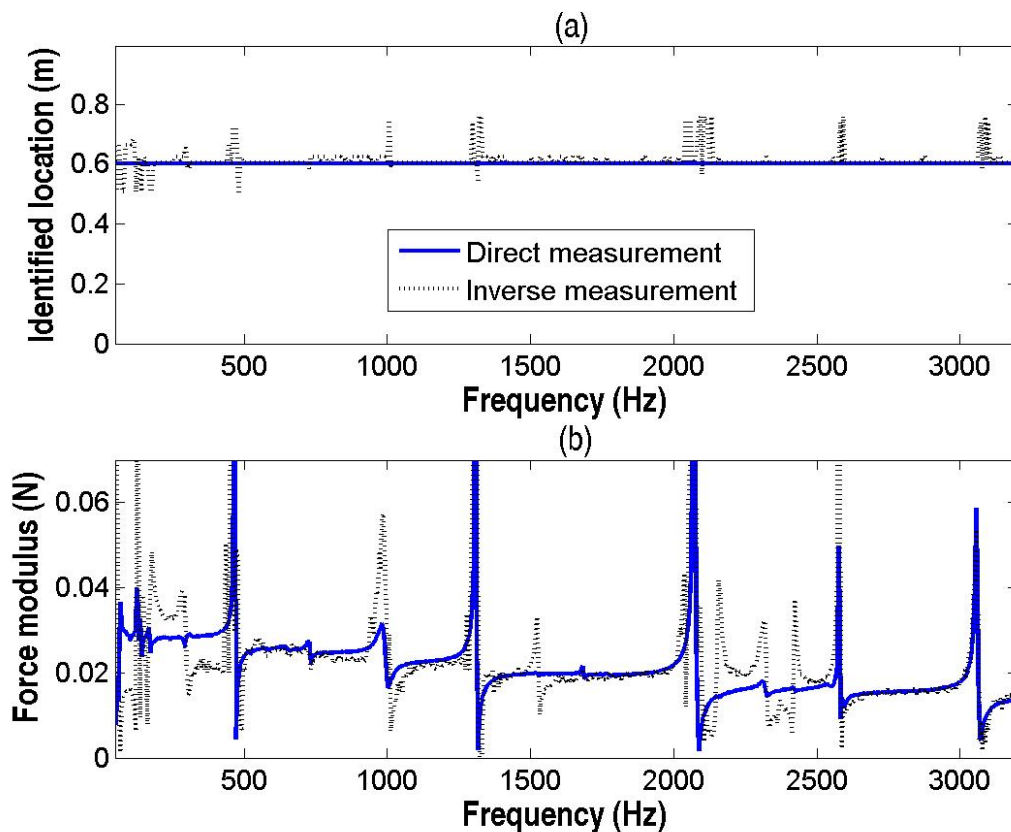 (a)
Identified location (m)
0.8
0.6
0.4
0.2
0
Direct measurement
Inverse measurement
500 1000 1500 2000 2500 3000
Frequency (Hz)
(b)
Force modulus (N)
0.06
0.04
0.02
0
500 1000 1500 2000 2500 3000
Frequency (Hz)